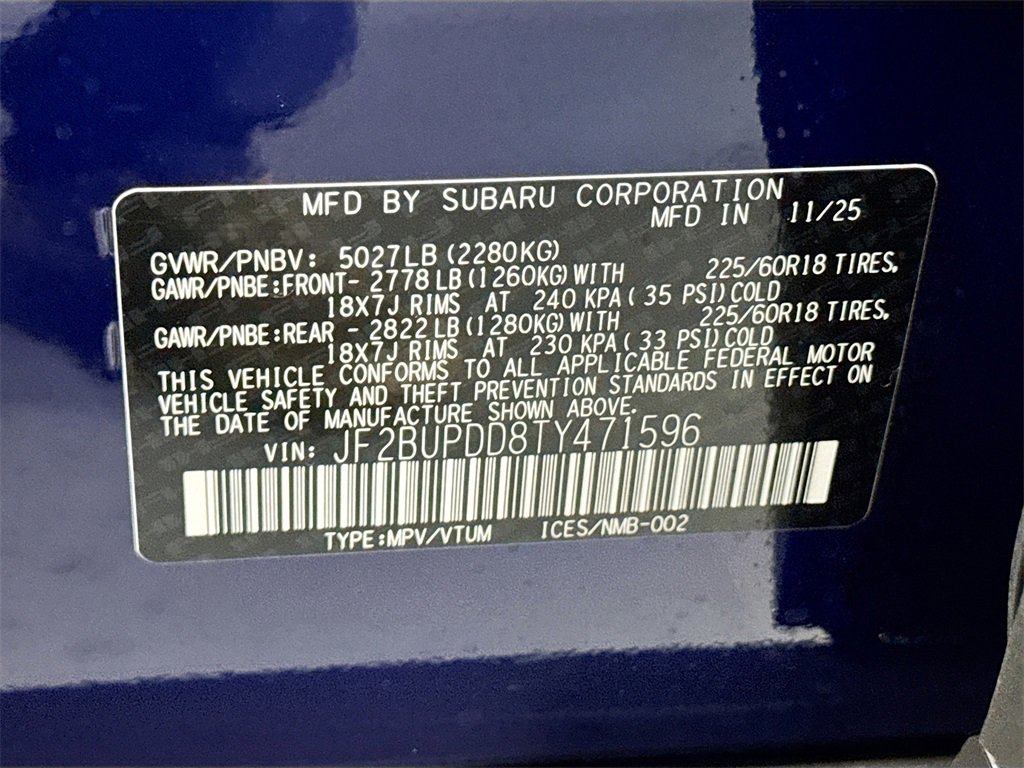 MFD BY SUBARU CORPORATION
MFD IN 11/25
GVWR/PNBV: 5027LB (2280KG)
GAWR/PNBE:FRONT- 2778 LB (1260KG) WITH 225/60R18 TIRES.
18X7J RIMS AT 240 KPA ( 35 PSI) COLD
GAWR/PNBE:REAR - 2822 LB (1280KG) WITH 225/60R18 TIRES.
18X7J RIMS AT 230 KPA ( 33 PSI) COLD
THIS VEHICLE CONFORMS TO ALL APPLICABLE FEDERAL MOTOR
VEHICLE SAFETY AND THEFT PREVENTION STANDARDS IN EFFECT ON
THE DATE OF MANUFACTURE SHOWN ABOVE.
VIN: JF2BUPDD8TY471596
TYPE:MPV/VTUM ICES/NMB-002